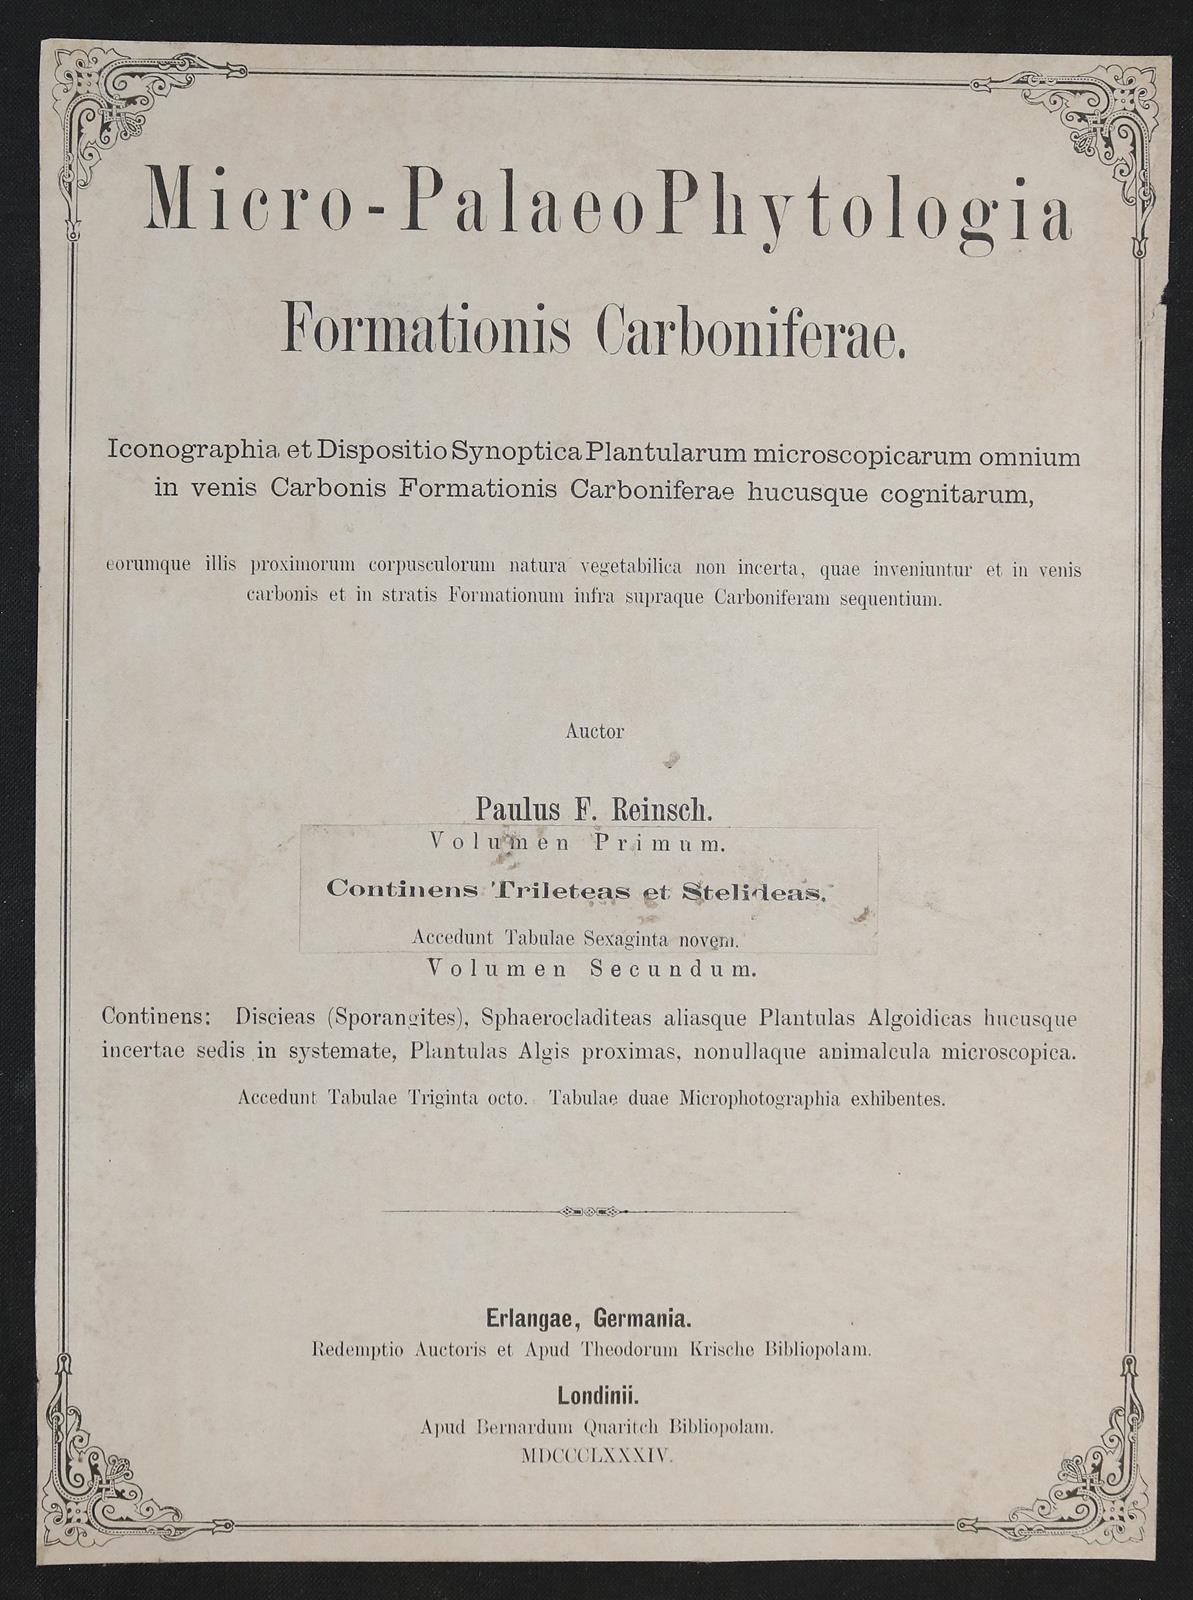 Micro-PalaeoPhytologia
Formationis Carboniferae.
Iconographia et Dispositio Synoptica Plantularum microscopicarum omnium
in venis Carbonis Formationis Carboniferae hucusque cognitarum,
eorumque illis proximorum corpusculorum natura vegetabilica non incerta, quae inveniuntur et in venis
carbonis et in stratis Formationum infra supraque Carboniferam sequentium.
Auctor
Paulus F. Reinsch.
Volumen Primum.
Continens Trileteas et Stelideas.
Accedunt Tabulae Sexaginta novem.
Volumen Secundum.
Continens: Discieas (Sporangites), Sphaerocladiteas aliasque Plantulas Algoidicas hucusque
incertae sedis in systemate, Plantulas Algis proximas, nonullaque animalcula microscopica.
Accedunt Tabulae Triginta octo. Tabulae duae Microphotographia exhibentes.
Erlangae, Germania.
Redemptio Auctoris et Apud Theodorum Krische Bibliopolam.
Londinii.
Apud Bernardum Quaritch Bibliopolam.
MDCCCLXXXIV.